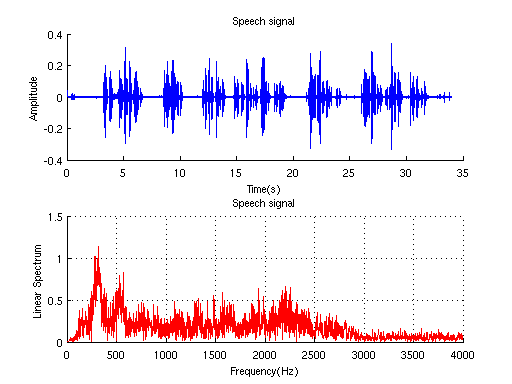 Speech signal
0.4
0.2
0
-0.2
-0.4
Amplitude
0 5 10 15 20 25 30 35
Time(s)
Speech signal
1.5
1
0.5
0
Linear Spectrum
0 500 1000 1500 2000 2500 3000 3500 4000
Frequency(Hz)